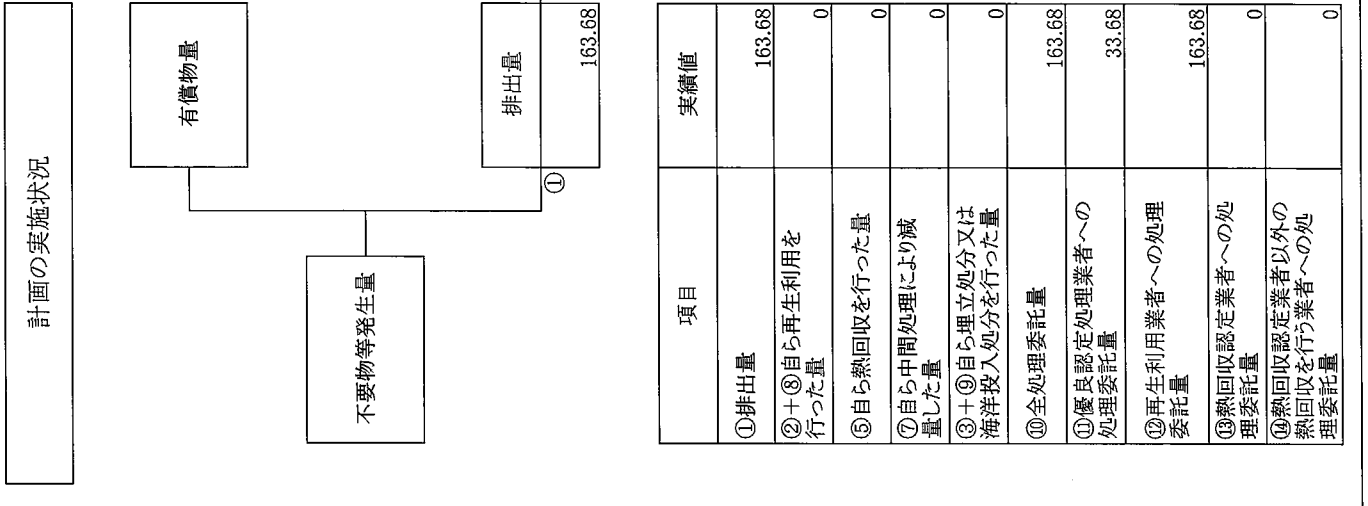 計画の実施状況
有償物量
不要物等発生量
①
排出量
163.68
項目
実績値
①排出量
163.68
②+⑧自ら再生利用を
行った量
0
⑤自ら熱回収を行った量
0
⑦自ら中間処理により減
量した量
0
③+⑨自ら埋立処分又は
海洋投入処分を行った量
0
⑩全処理委託量
163.68
⑪優良認定処理業者への
処理委託量
33.68
⑫再生利用業者への処理
委託量
163.68
⑬熱回収認定業者への処
理委託量
0
⑭熱回収認定業者以外の
熱回収を行う業者への処
理委託量
0